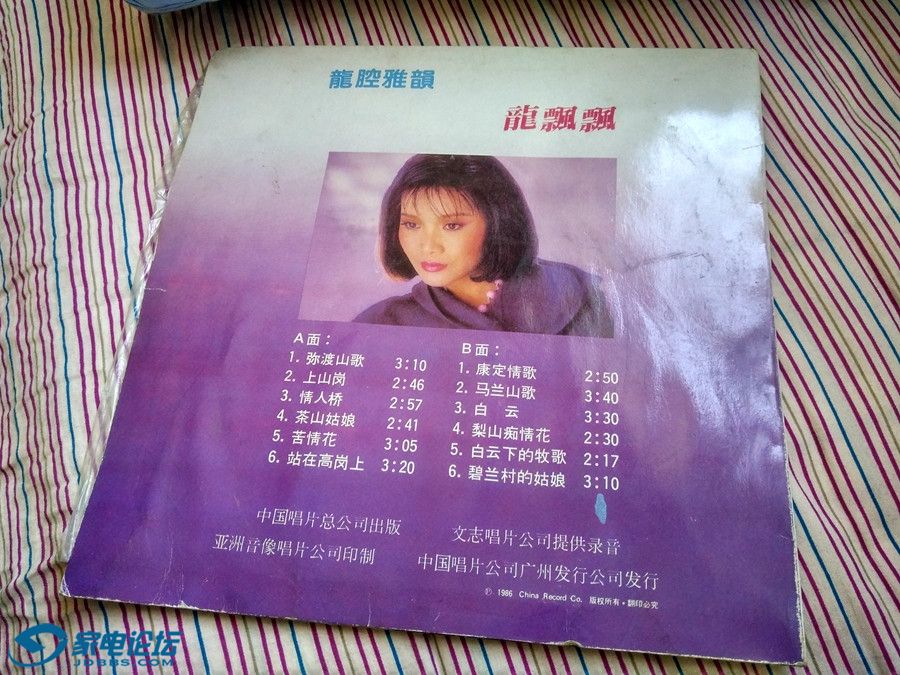 龍腔雅韻
龍飄飄
A面：
1. 弥渡山歌 3:10
2. 上山岗 2:46
3. 情人桥 2:57
4. 茶山姑娘 2:41
5. 苦情花 3:05
6. 站在高岗上 3:20
B面：
1. 康定情歌 2:50
2. 马兰山歌 3:40
3. 白 云 3:30
4. 梨山痴情花 2:30
5. 白云下的牧歌 2:17
6. 碧兰村的姑娘 3:10
中国唱片总公司出版 文志唱片公司提供录音
亚洲音像唱片公司印制 中国唱片公司广州发行公司发行
℗ 1986 China Record Co. 版权所有·翻印必究
家电论坛
JDBBS.COM